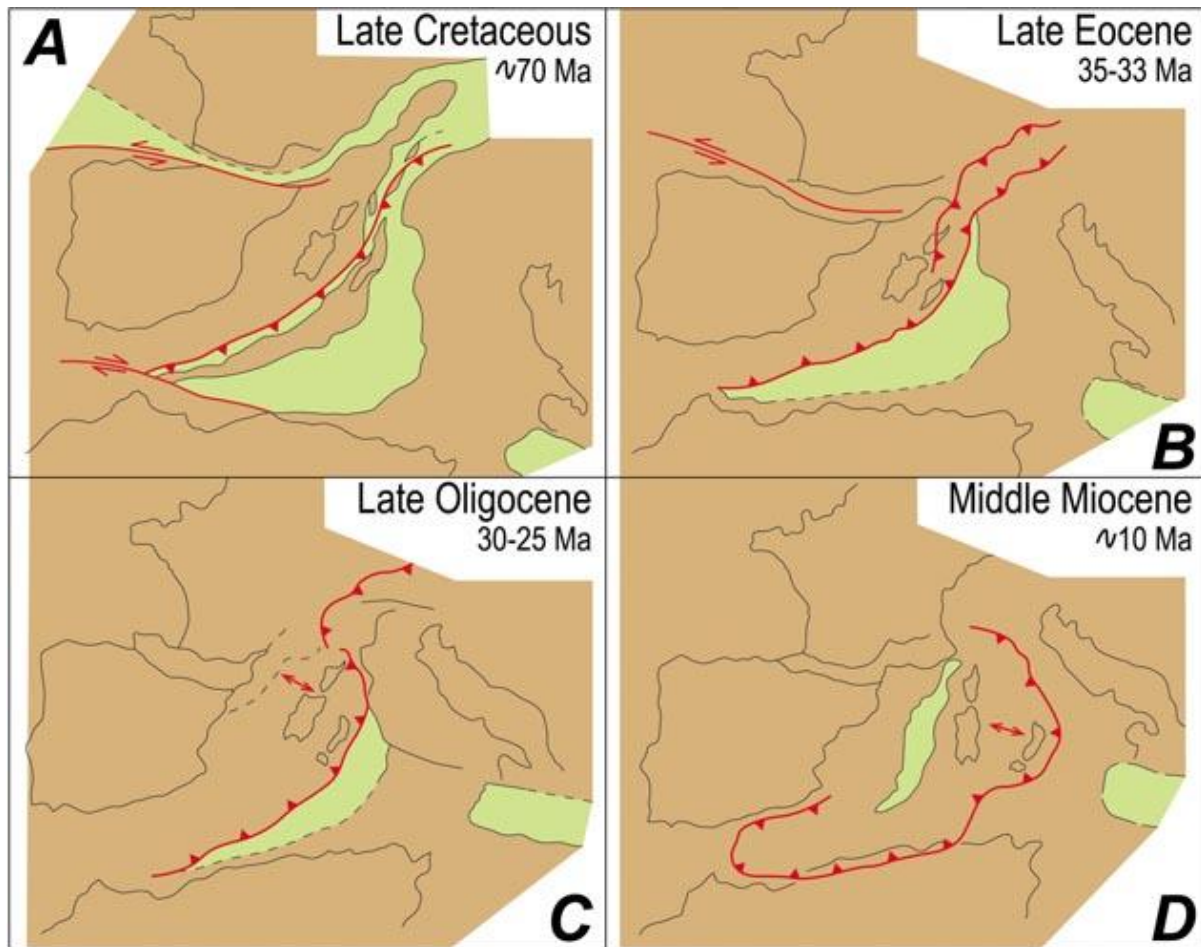 A
Late Cretaceous
∿70 Ma
Late Eocene
35-33 Ma
B
Late Oligocene
30-25 Ma
C
Middle Miocene
∿10 Ma
D